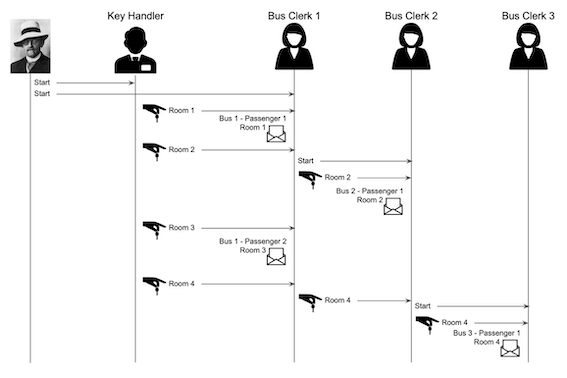 Key Handler
Bus Clerk 1
Bus Clerk 2
Bus Clerk 3
Start
Start
Room 1
Bus 1 - Passenger 1
Room 1
Room 2
Start
Room 2
Bus 2 - Passenger 1
Room 2
Room 3
Bus 1 - Passenger 2
Room 3
Room 4
Room 4
Start
Room 4
Bus 3 - Passenger 1
Room 4